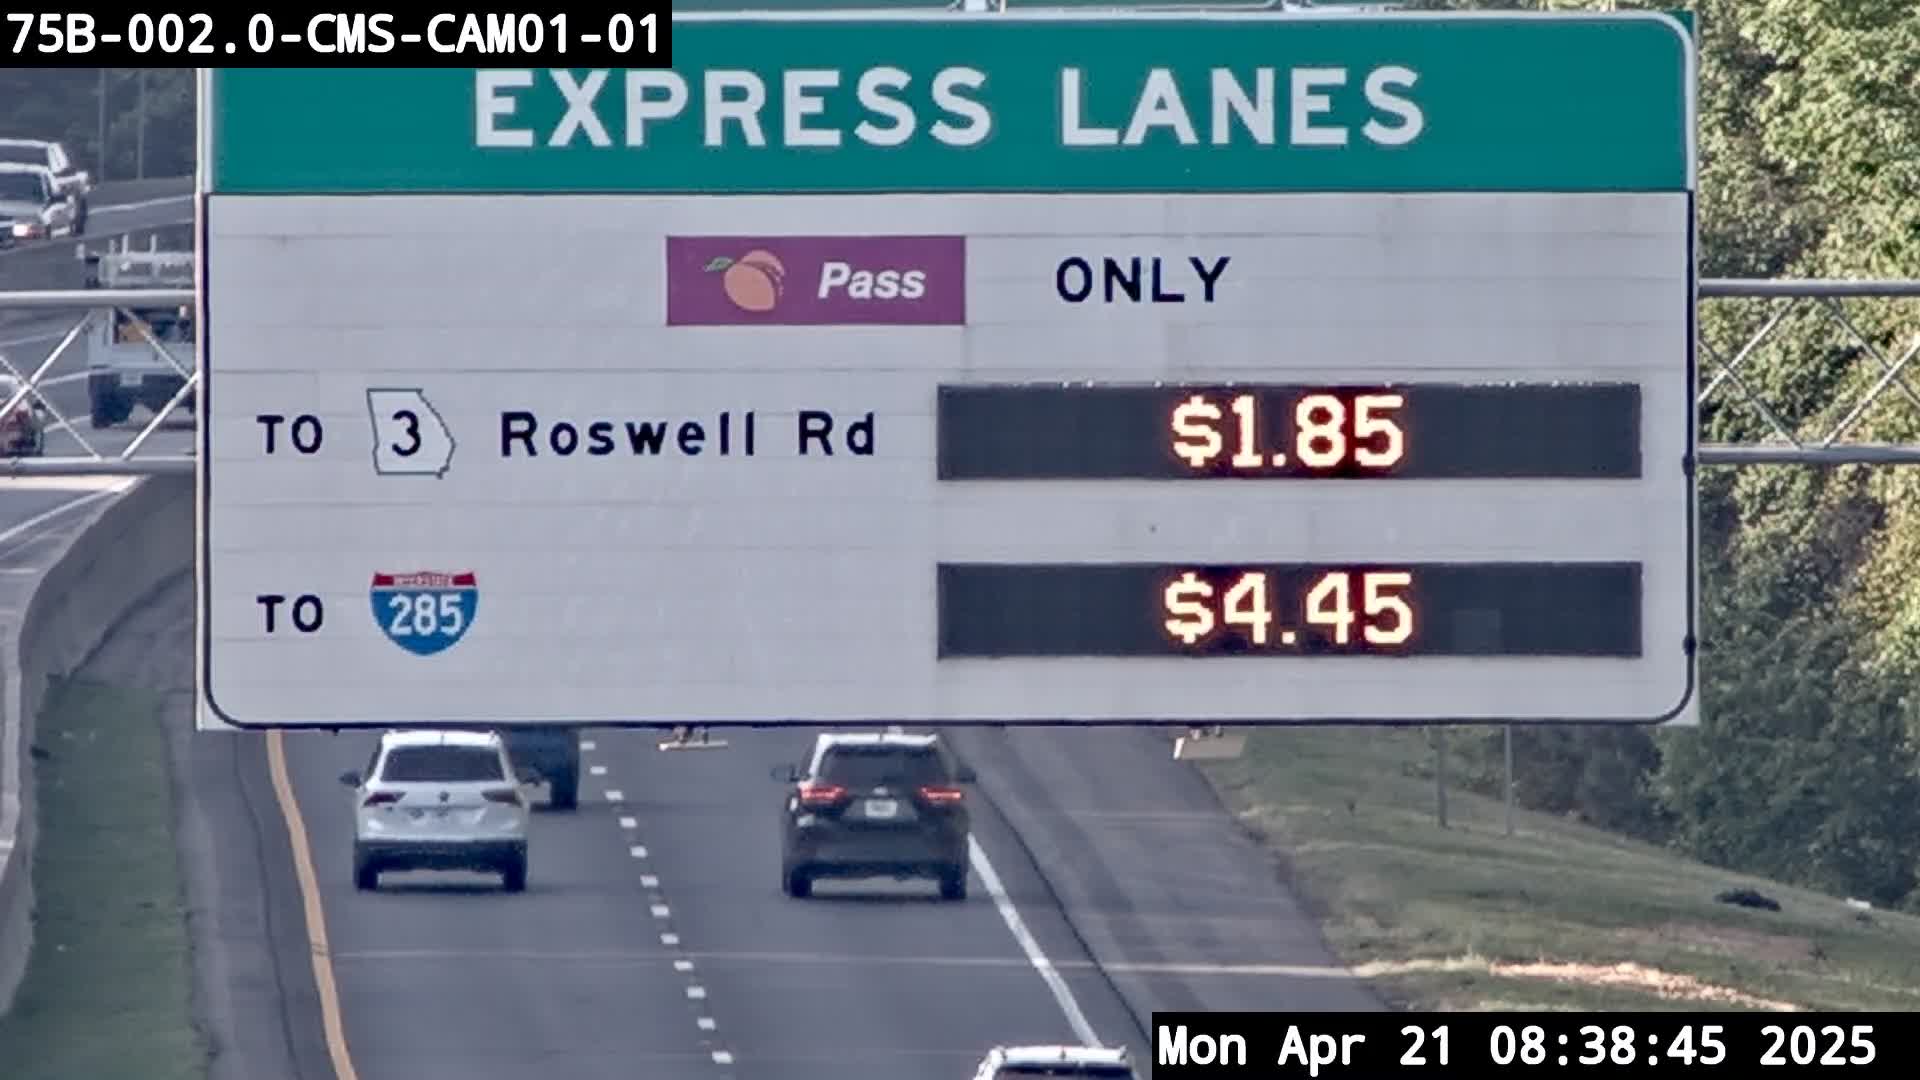 75B-002.0-CMS-CAM01-01
EXPRESS LANES
Pass ONLY
TO 3 Roswell Rd $1.85
TO INTERSTATE 285 $4.45
Mon Apr 21 08:38:45 2025